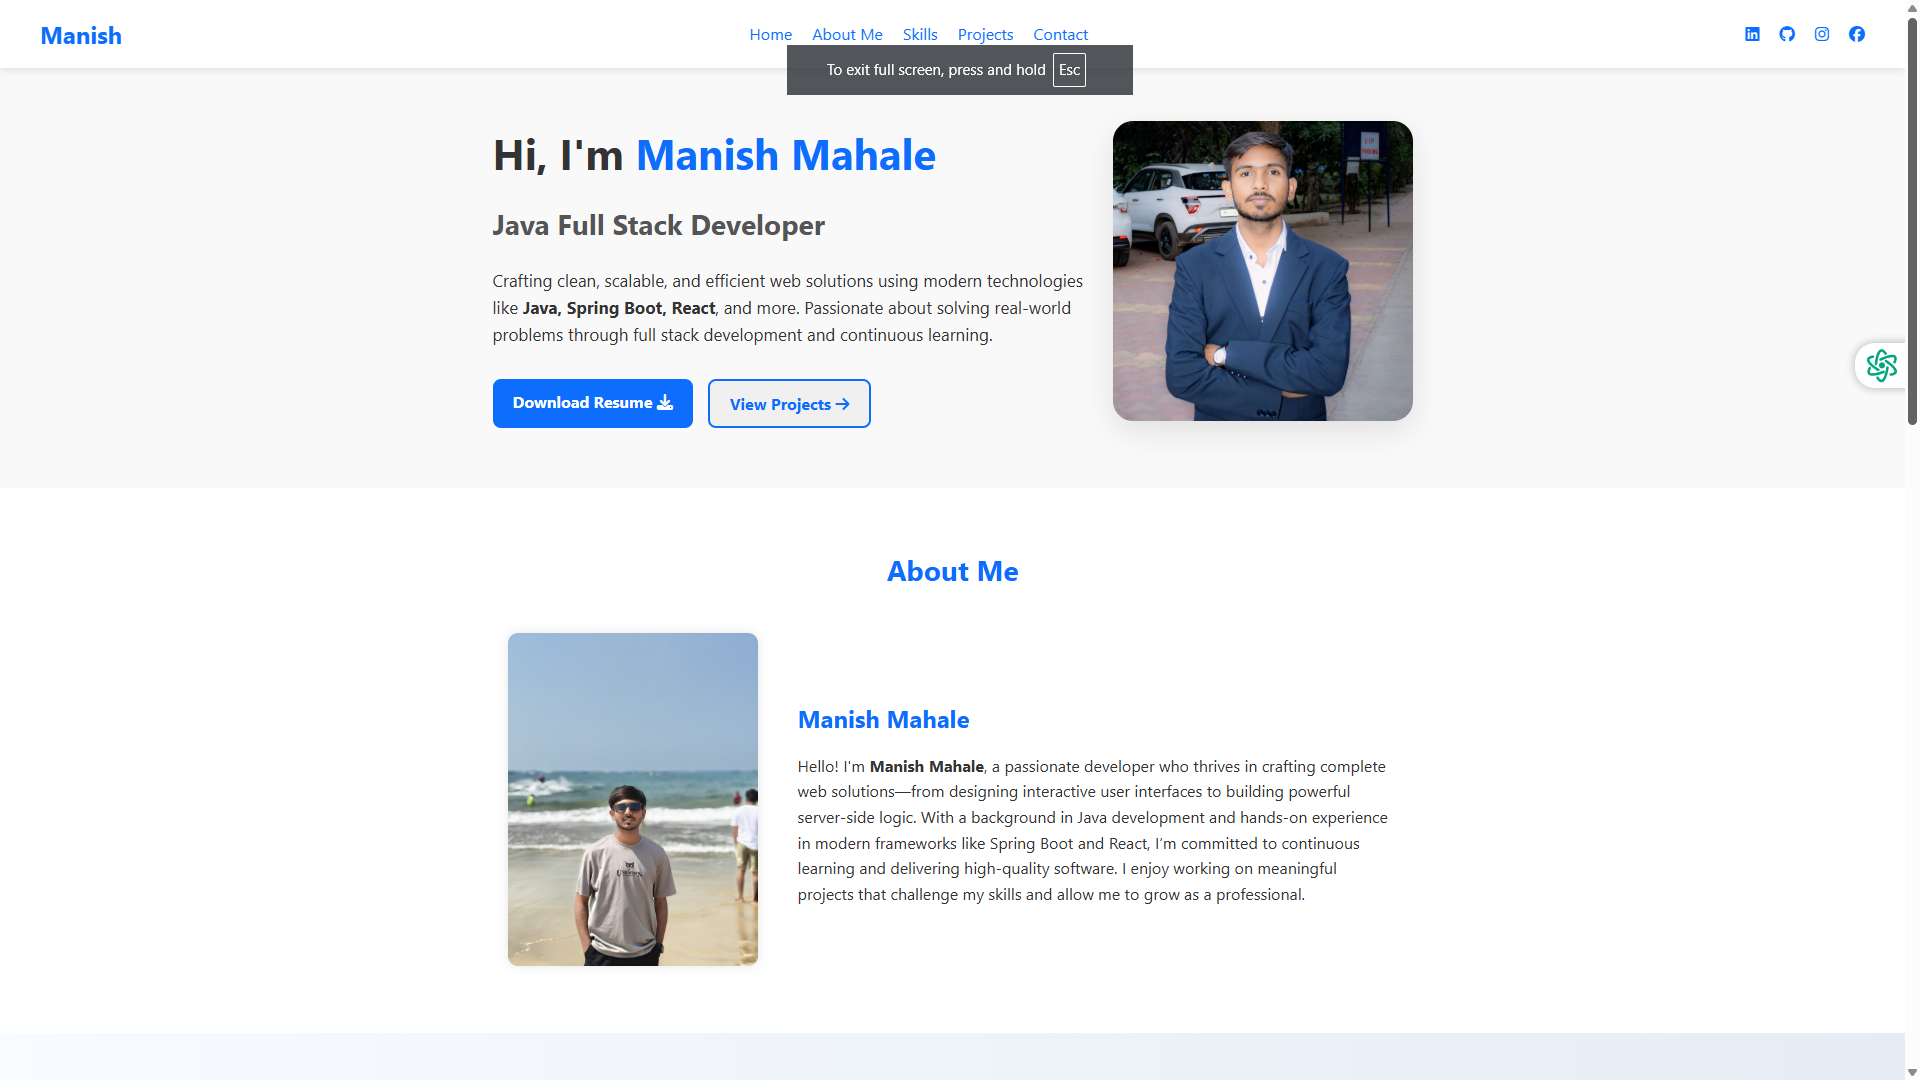 Manish
Home
About Me
Skills
Projects
Contact
To exit full screen, press and hold Esc
Hi, I'm Manish Mahale
Java Full Stack Developer
Crafting clean, scalable, and efficient web solutions using modern technologies
like Java, Spring Boot, React, and more. Passionate about solving real-world
problems through full stack development and continuous learning.
Download Resume
View Projects
About Me
Manish Mahale
Hello! I'm Manish Mahale, a passionate developer who thrives in crafting complete
web solutions—from designing interactive user interfaces to building powerful
server-side logic. With a background in Java development and hands-on experience
in modern frameworks like Spring Boot and React, I’m committed to continuous
learning and delivering high-quality software. I enjoy working on meaningful
projects that challenge my skills and allow me to grow as a professional.